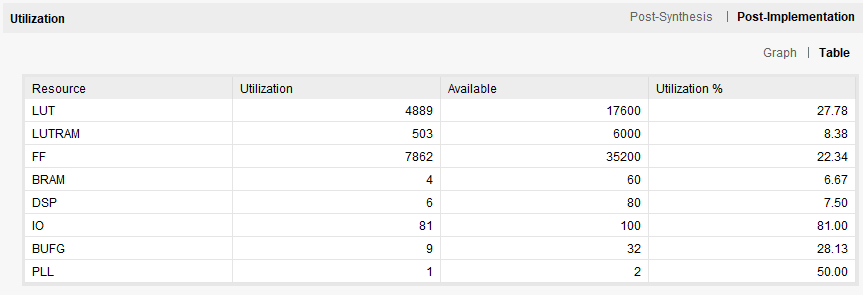 Utilization Post-Synthesis | Post-Implementation
Graph | Table
Resource Utilization Available Utilization %
LUT 4889 17600 27.78
LUTRAM 503 6000 8.38
FF 7862 35200 22.34
BRAM 4 60 6.67
DSP 6 80 7.50
IO 81 100 81.00
BUFG 9 32 28.13
PLL 1 2 50.00